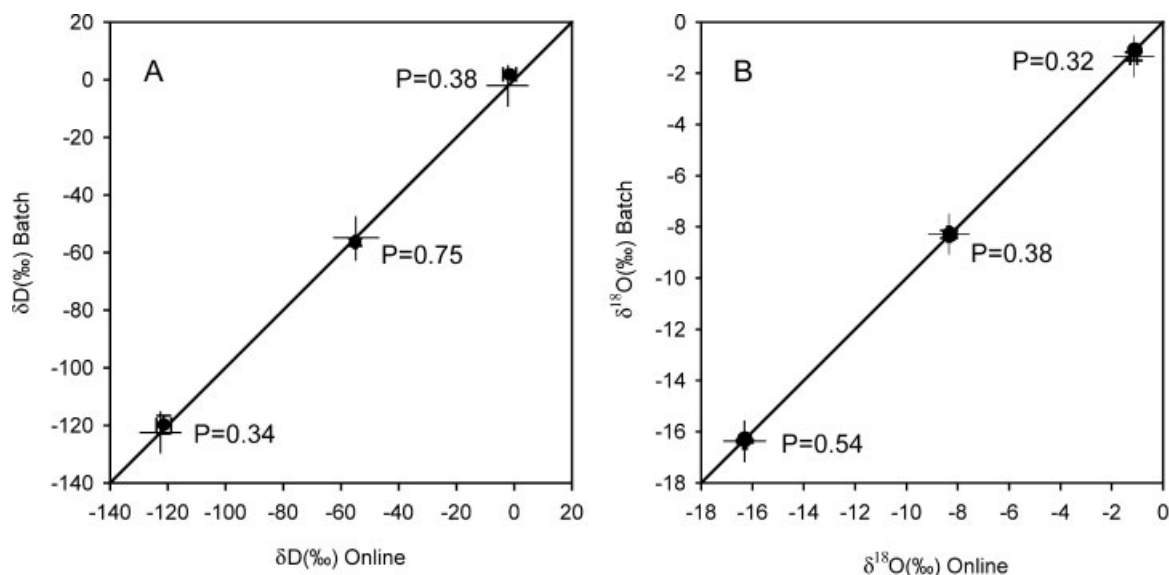 A
20
0
-20
-40
-60
-80
-100
-120
-140
δD(‰) Batch
P=0.38
P=0.75
P=0.34
-140 -120 -100 -80 -60 -40 -20 0 20
δD(‰) Online
B
0
-2
-4
-6
-8
-10
-12
-14
-16
-18
δ¹⁸O(‰) Batch
P=0.32
P=0.38
P=0.54
-18 -16 -14 -12 -10 -8 -6 -4 -2 0
δ¹⁸O(‰) Online